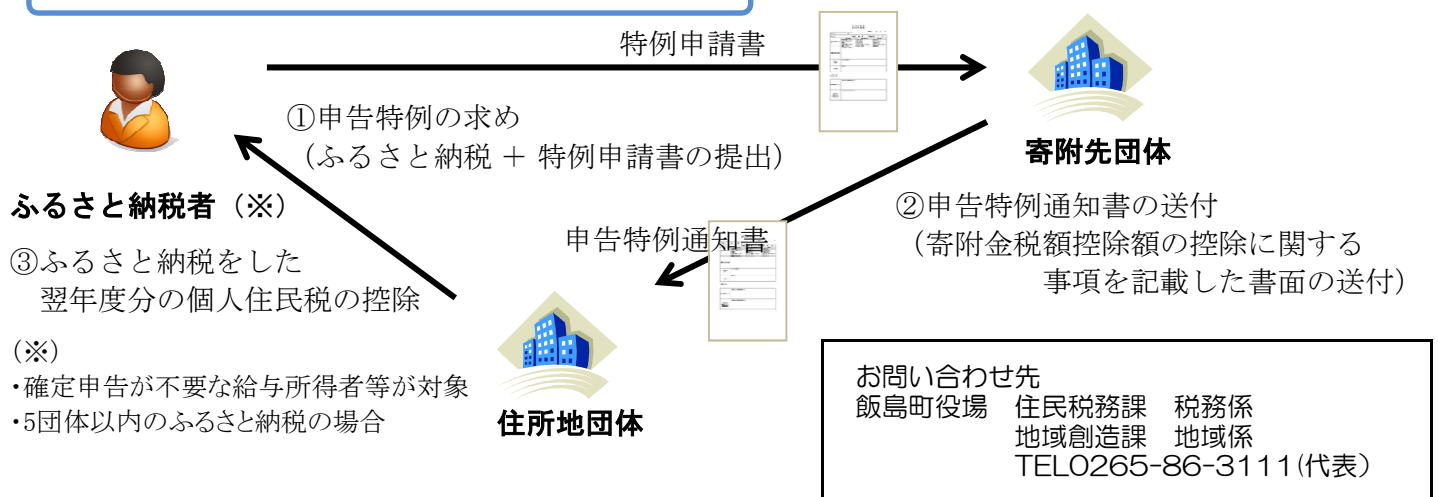 特例申請書
①申告特例の求め
(ふるさと納税 + 特例申請書の提出)
寄附先団体
ふるさと納税者(※)
②申告特例通知書の送付
(寄附金税額控除額の控除に関する
事項を記載した書面の送付)
申告特例通知書
③ふるさと納税をした
翌年度分の個人住民税の控除
(※)
・確定申告が不要な給与所得者等が対象
・5団体以内のふるさと納税の場合
住所地団体
お問い合わせ先
飯島町役場 住民税務課 税務係
地域創造課 地域係
TEL0265-86-3111(代表)